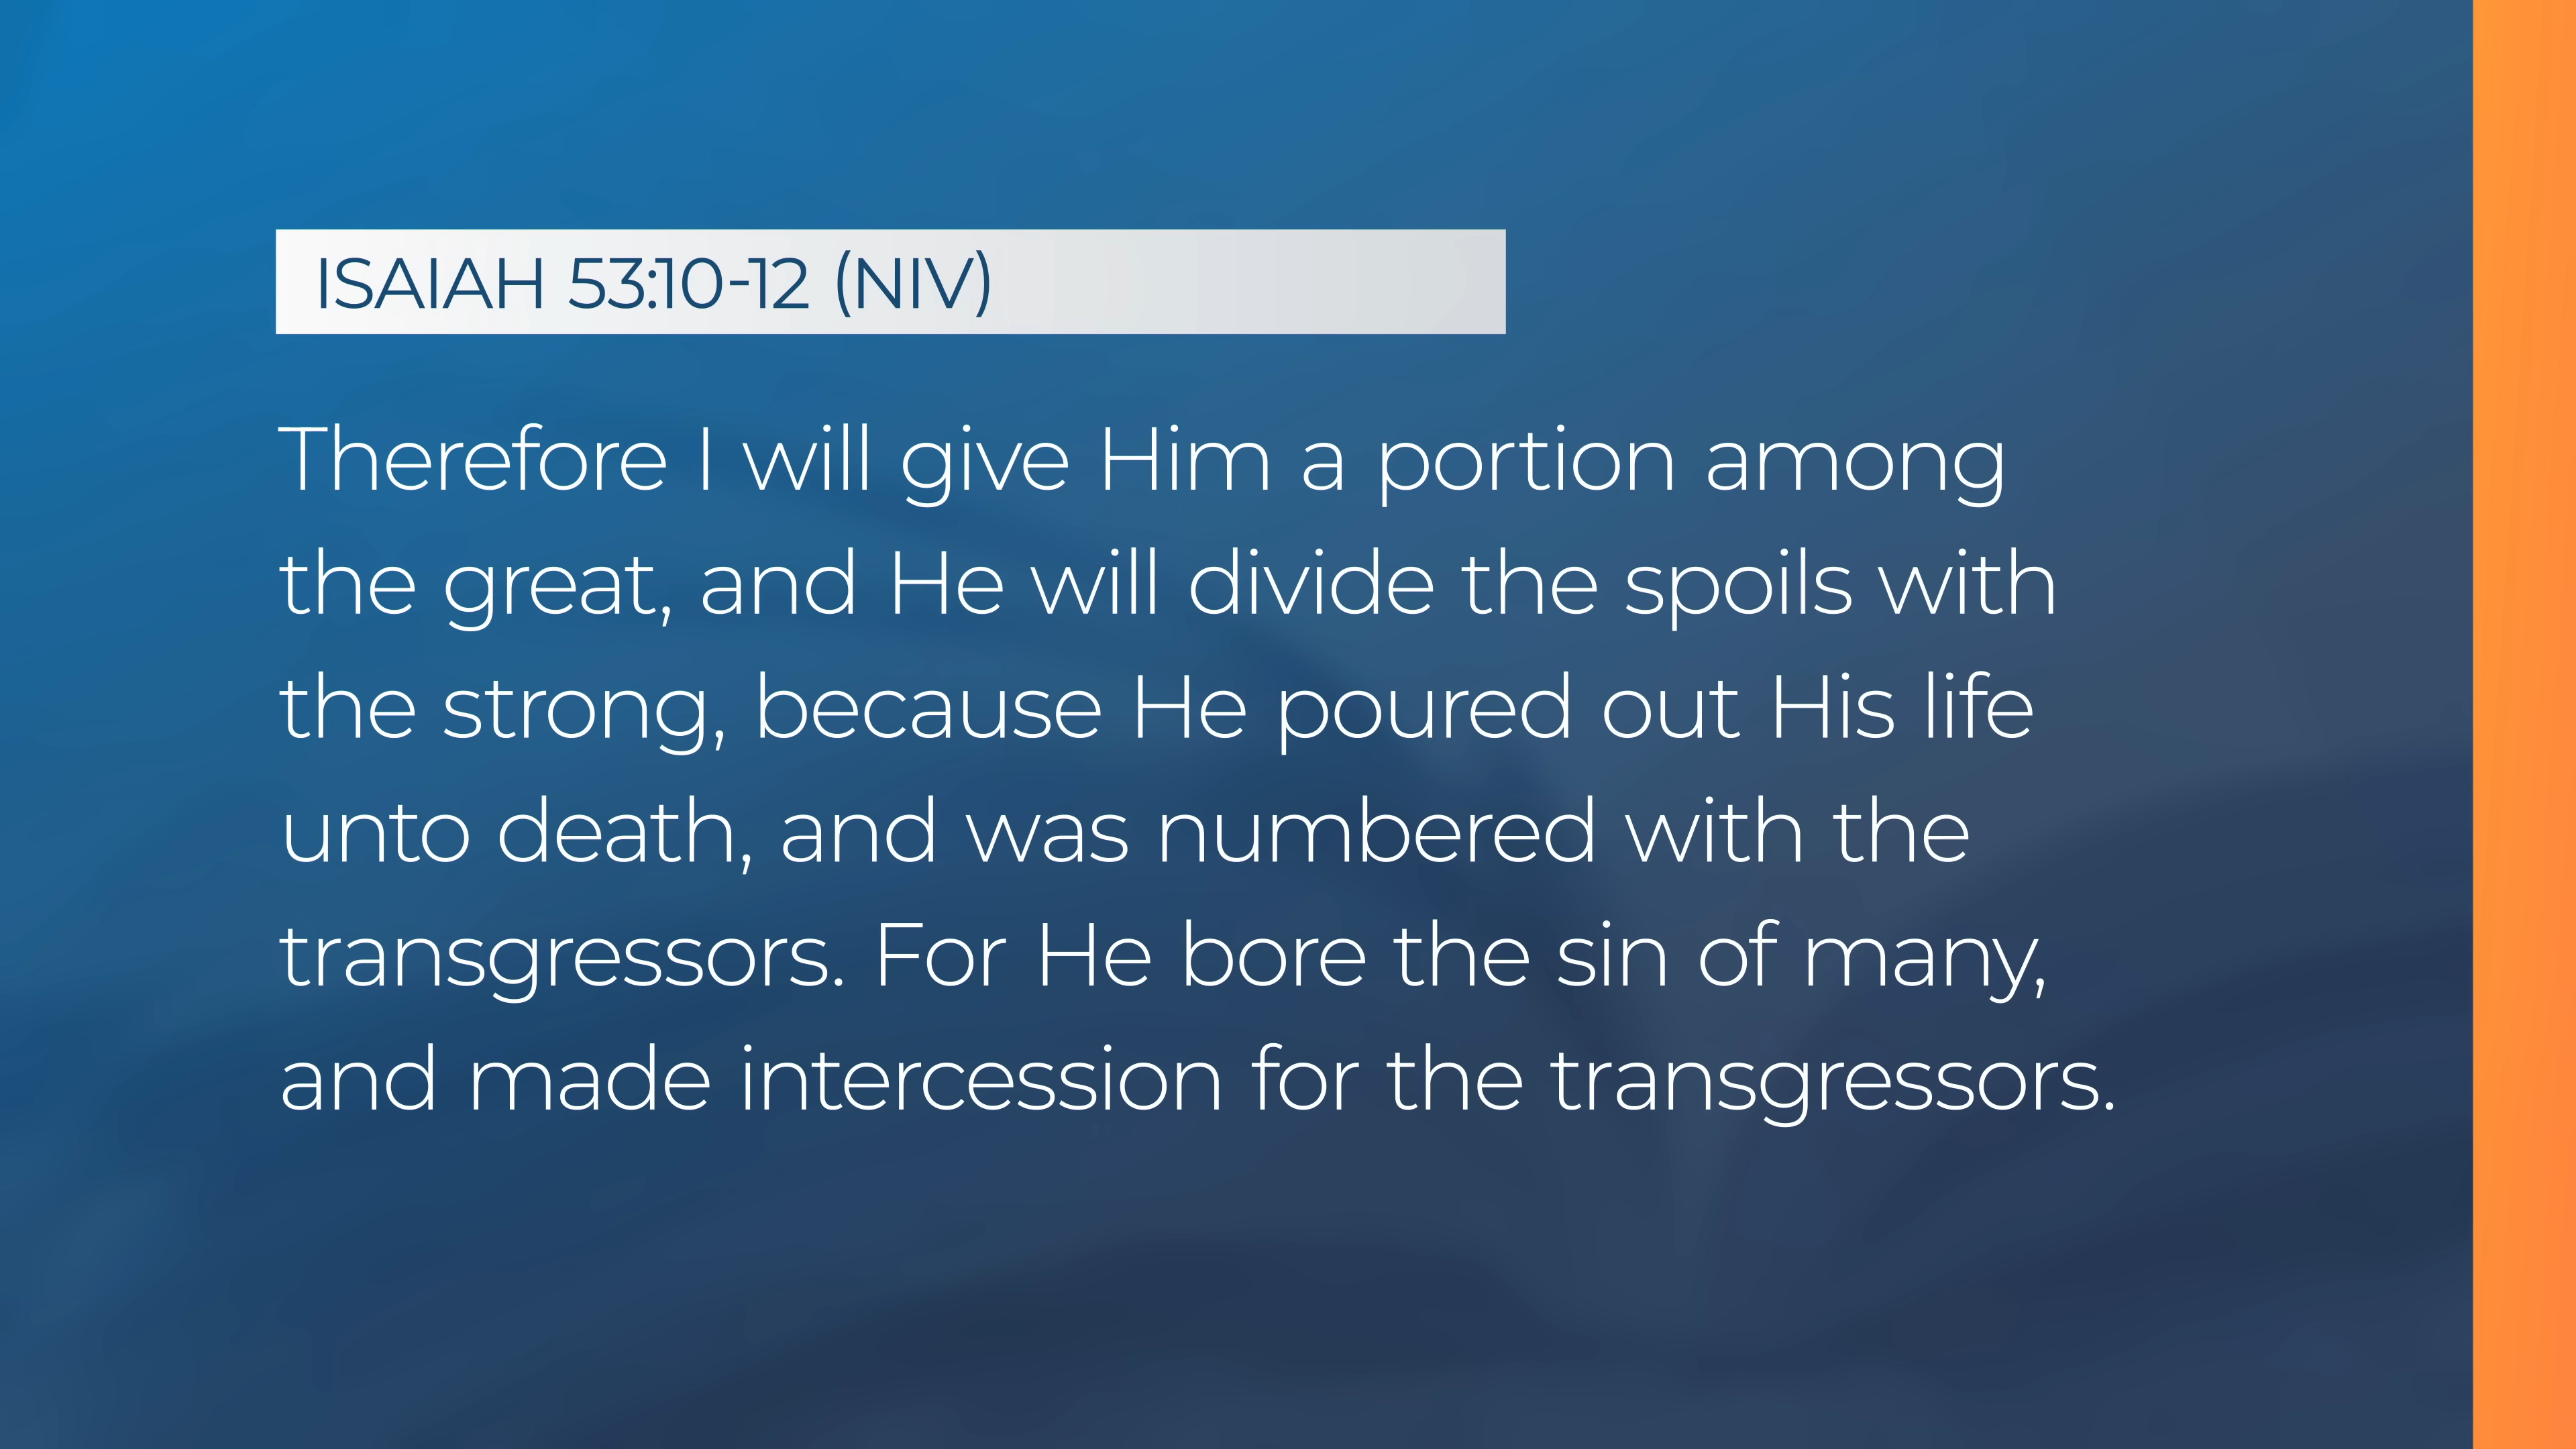 ISAIAH 53:10-12 (NIV)
Therefore I will give Him a portion among
the great, and He will divide the spoils with
the strong, because He poured out His life
unto death, and was numbered with the
transgressors. For He bore the sin of many,
and made intercession for the transgressors.